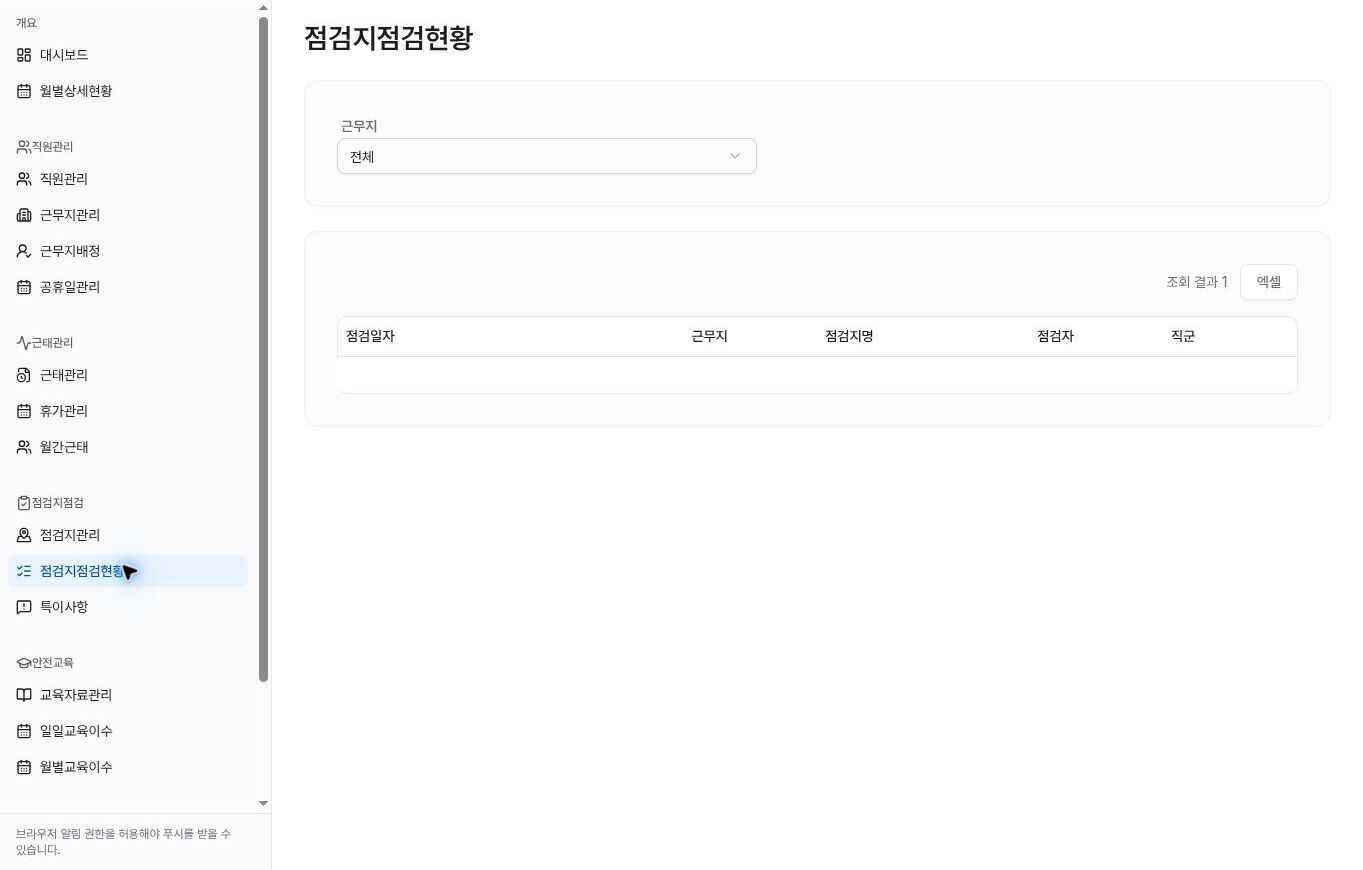 개요
대시보드
월별상세현황
직원관리
직원관리
근무지관리
근무지배정
공휴일관리
근태관리
근태관리
휴가관리
월간근태
점검지점검
점검지관리
점검지점검현황
특이사항
안전교육
교육자료관리
일일교육이수
월별교육이수
브라우저 알림 권한을 허용해야 푸시를 받을 수
있습니다.
점검지점검현황
근무지
전체
조회 결과 1
엑셀
점검일자 근무지 점검지명 점검자 직군